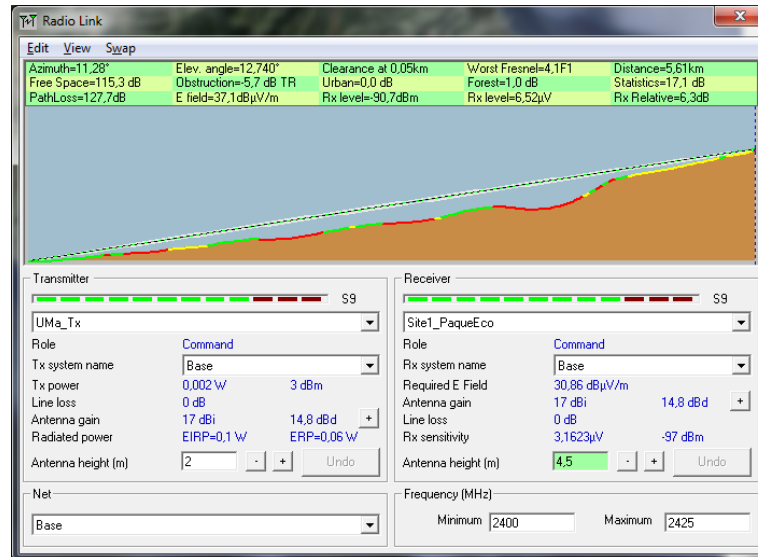 Radio Link
Edit View Swap
Azimuth=11,28° Elev. angle=12,740° Clearance at 0,05km Worst Fresnel=4,1F1 Distance=5,61km
Free Space=115,3 dB Obstruction=-5,7 dB TR Urban=0,0 dB Forest=1,0 dB Statistics=17,1 dB
PathLoss=127,7dB E field=37,1dBµV/m Rx level=-90,7dBm Rx level=6,52µV Rx Relative=6,3dB
Transmitter
S9
UMa_Tx
Role Command
Tx system name Base
Tx power 0,002 W 3 dBm
Line loss 0 dB
Antenna gain 17 dBi 14,8 dBd +
Radiated power EIRP=0,1 W ERP=0,06 W
Antenna height (m) 2 - + Undo
Receiver
S9
Site1_PaqueEco
Role Command
Rx system name Base
Required E Field 30,86 dBµV/m
Antenna gain 17 dBi 14,8 dBd +
Line loss 0 dB
Rx sensitivity 3,1623µV -97 dBm
Antenna height (m) 4,5 - + Undo
Net
Base
Frequency (MHz)
Minimum 2400 Maximum 2425